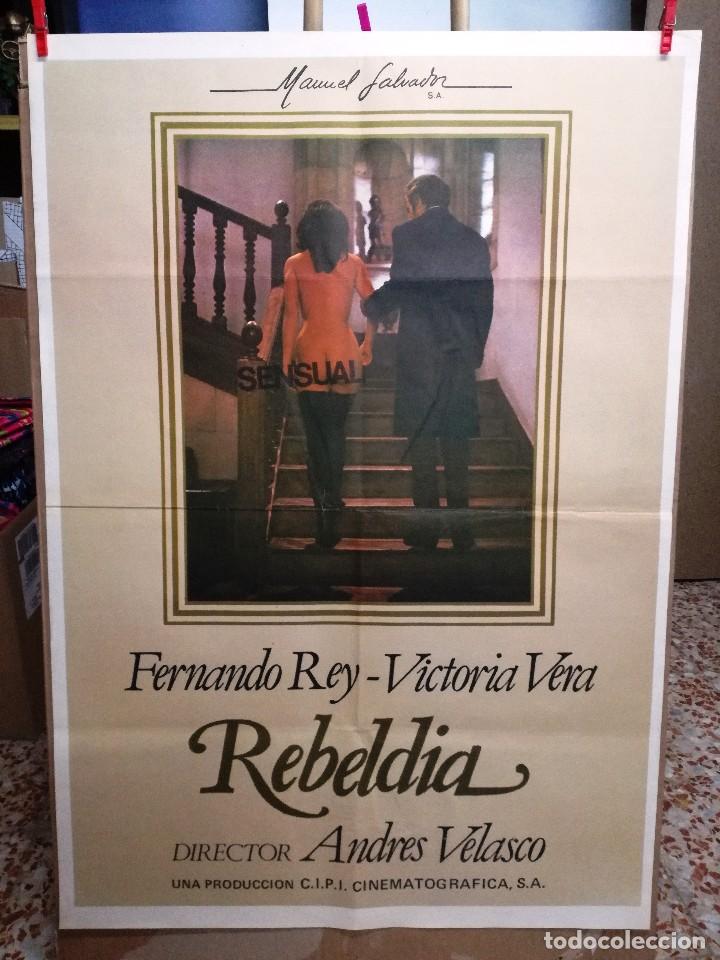 Manuel Salvador
S.A.
SENSUAL
Fernando Rey - Victoria Vera
Rebeldia
DIRECTOR Andres Velasco
UNA PRODUCCION C.I.P.I. CINEMATOGRAFICA, S.A.
todocoleccion